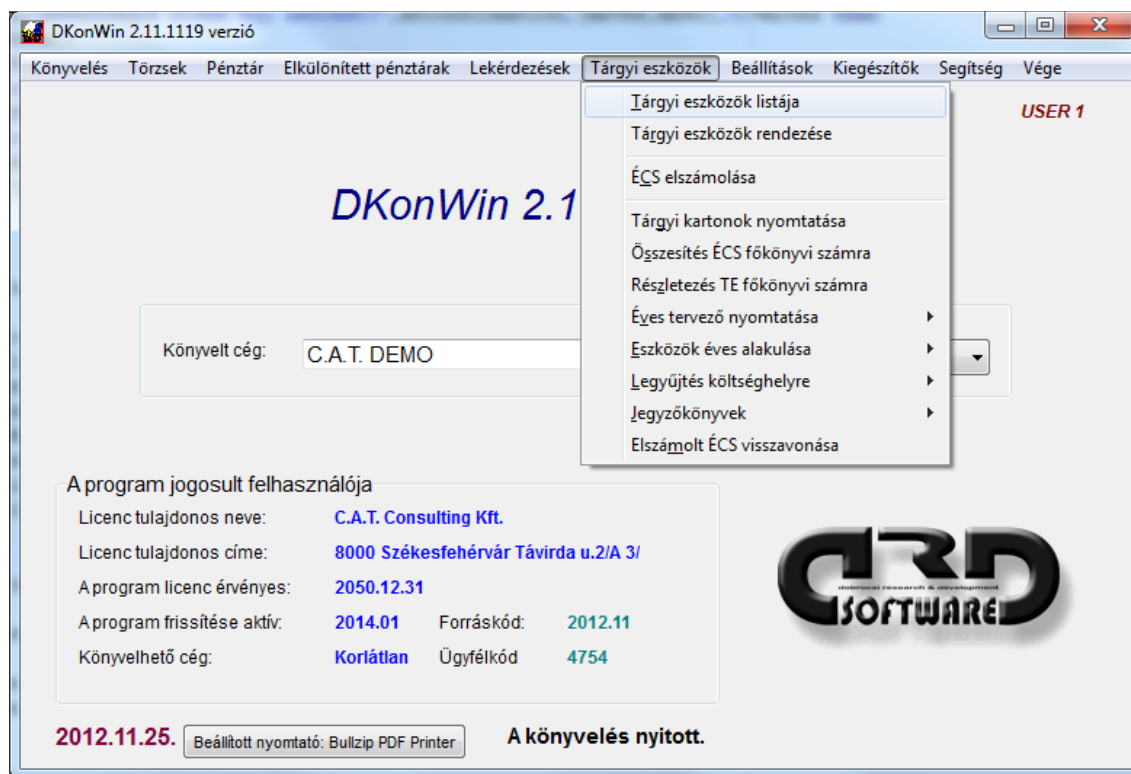 DKonWin 2.11.1119 verzió
Könyvelés Törzsek Pénztár Elkülönített pénztárak Lekérdezések Tárgyi eszközök Beállítások Kiegészítők Segítség Vége
Tárgyi eszközök listája
USER 1
Tárgyi eszközök rendezése
ÉCS elszámolása
DKonWin 2.1
Tárgyi kartonok nyomtatása
Összesítés ÉCS főkönyvi számra
Részletezés TE főkönyvi számra
Éves tervező nyomtatása
Könyvelt cég: C.A.T. DEMO
Eszközök éves alakulása
Legyűjtés költséghelyre
Jegyzőkönyvek
Elszámolt ÉCS visszavonása
A program jogosult felhasználója
Licenc tulajdonos neve: C.A.T. Consulting Kft.
Licenc tulajdonos címe: 8000 Székesfehérvár Távirda u.2/A 3/
A program licenc érvényes: 2050.12.31
A program frissítése aktív: 2014.01 Forráskód: 2012.11
Könyvelhető cég: Korlátlan Ügyfélkód 4754
DRD
dobrocsi research & development
SOFTWARE
2012.11.25. Beállított nyomtató: Bullzip PDF Printer A könyvelés nyitott.